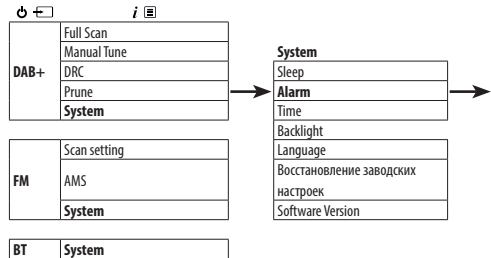 i
Full Scan
Manual Tune
DAB+
DRC
Prune
System
Scan setting
FM
AMS
System
BT
System
System
Sleep
Alarm
Time
Backlight
Language
Восстановление заводских
настроек
Software Version